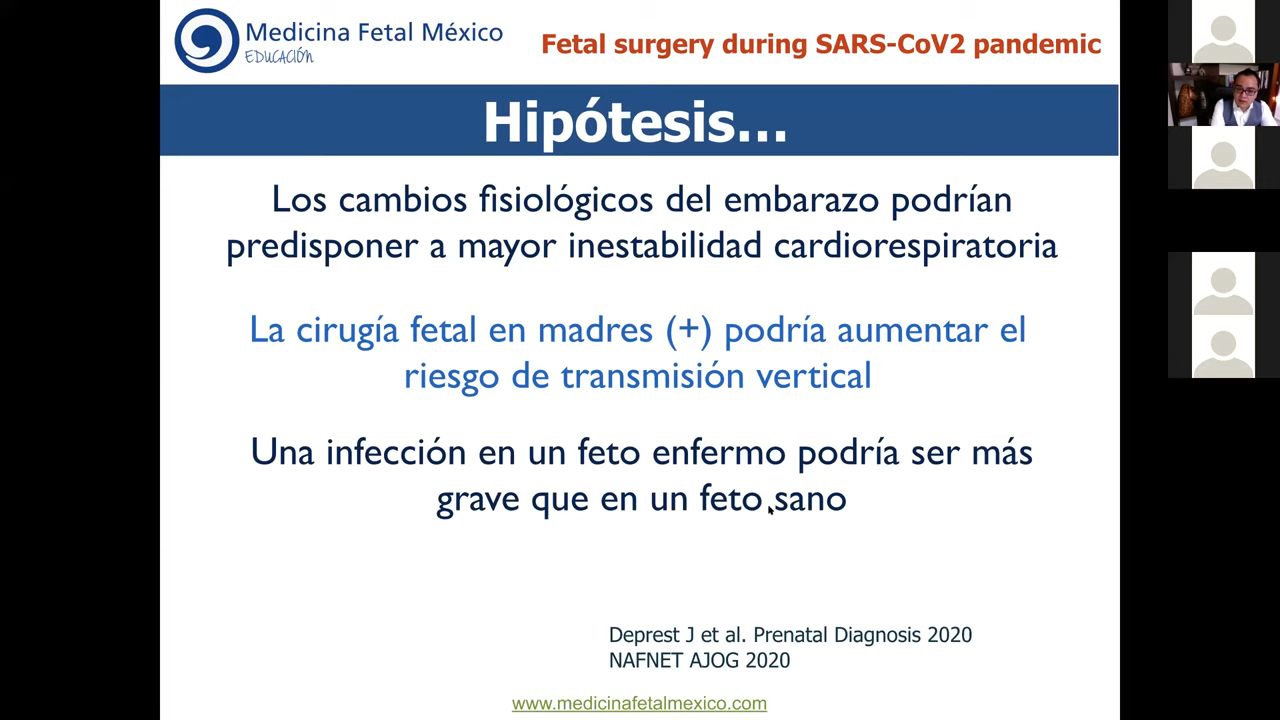 Medicina Fetal México
EDUCACIÓN
Fetal surgery during SARS-CoV2 pandemic
Hipótesis...
Los cambios fisiológicos del embarazo podrían
predisponer a mayor inestabilidad cardiorespiratoria
La cirugía fetal en madres (+) podría aumentar el
riesgo de transmisión vertical
Una infección en un feto enfermo podría ser más
grave que en un feto sano
Deprest J et al. Prenatal Diagnosis 2020
NAFNET AJOG 2020
www.medicinafetalmexico.com